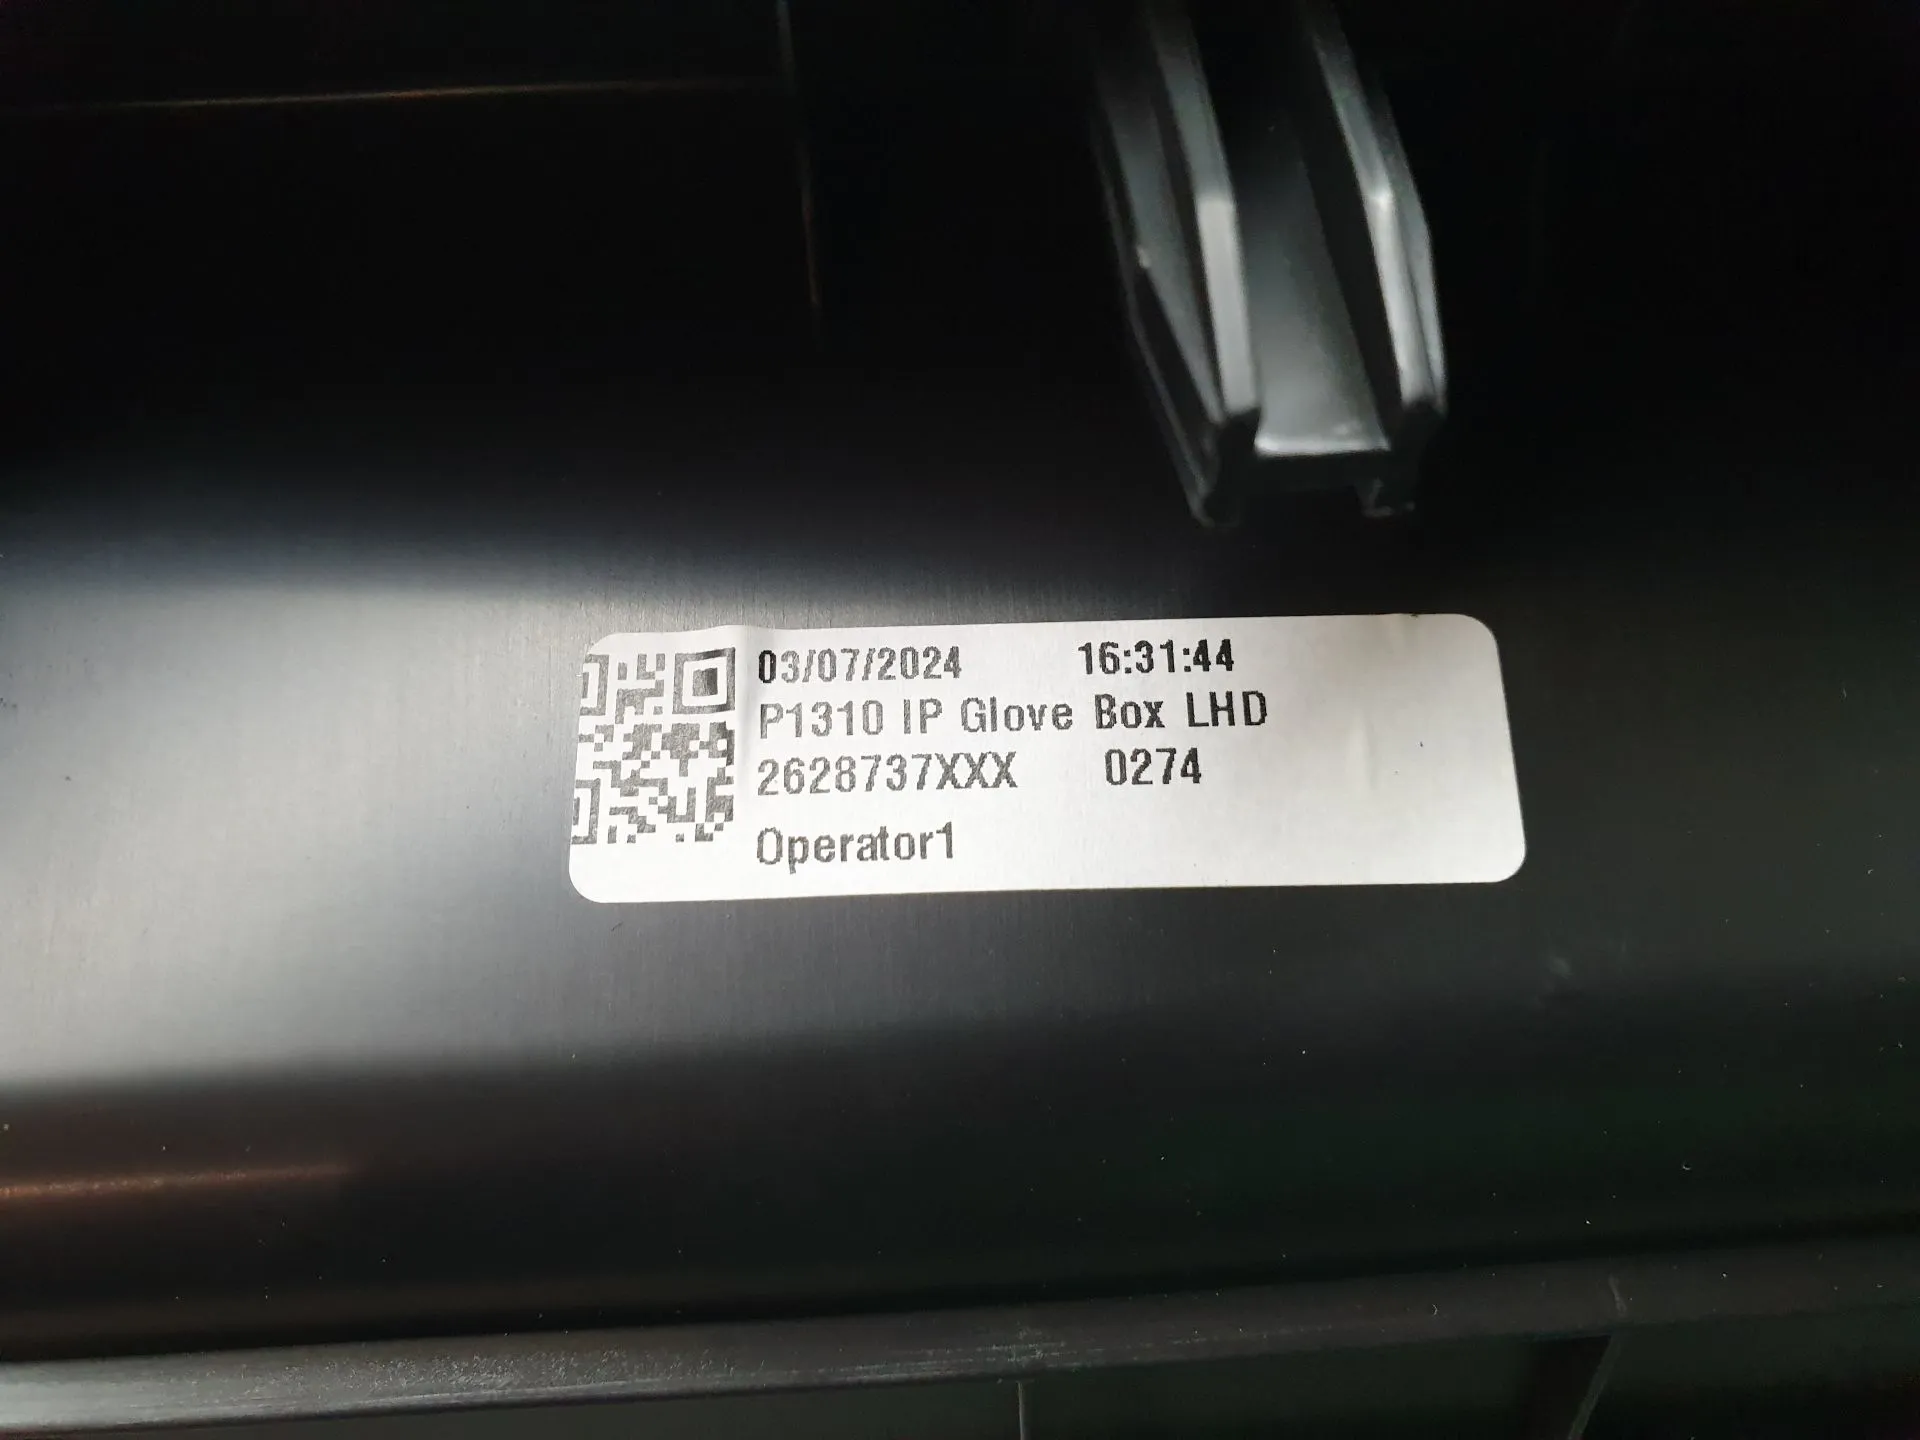 03/07/2024 16:31:44
P1310 IP Glove Box LHD
2628737XXX 0274
Operator1